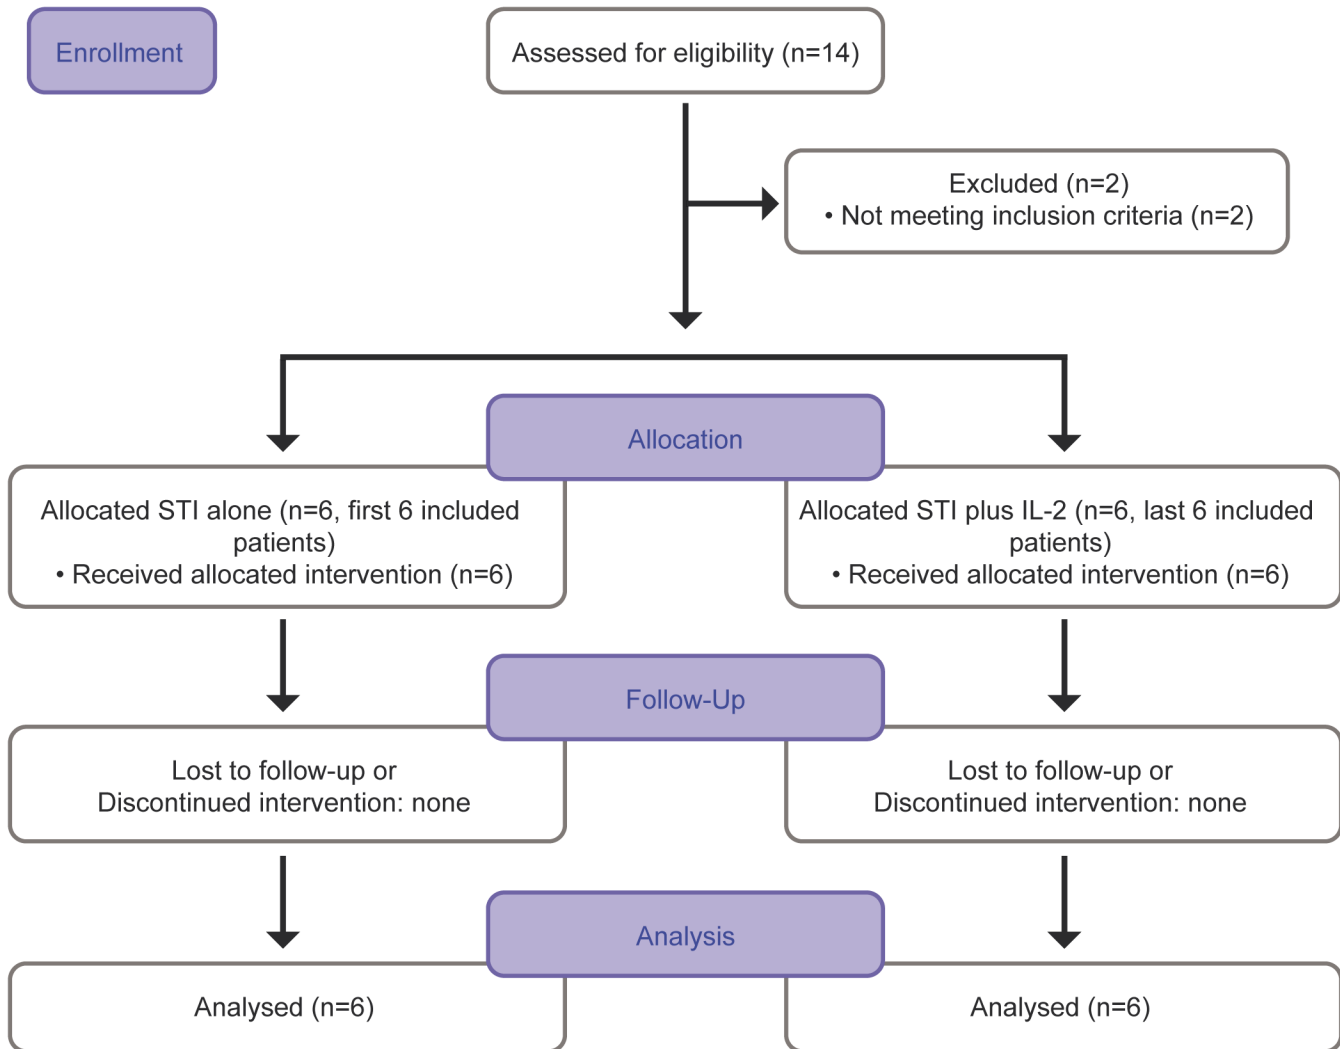 Enrollment
Assessed for eligibility (n=14)
Excluded (n=2)
• Not meeting inclusion criteria (n=2)
Allocation
Allocated STI alone (n=6, first 6 included
patients)
• Received allocated intervention (n=6)
Allocated STI plus IL-2 (n=6, last 6 included
patients)
• Received allocated intervention (n=6)
Follow-Up
Lost to follow-up or
Discontinued intervention: none
Lost to follow-up or
Discontinued intervention: none
Analysis
Analysed (n=6)
Analysed (n=6)